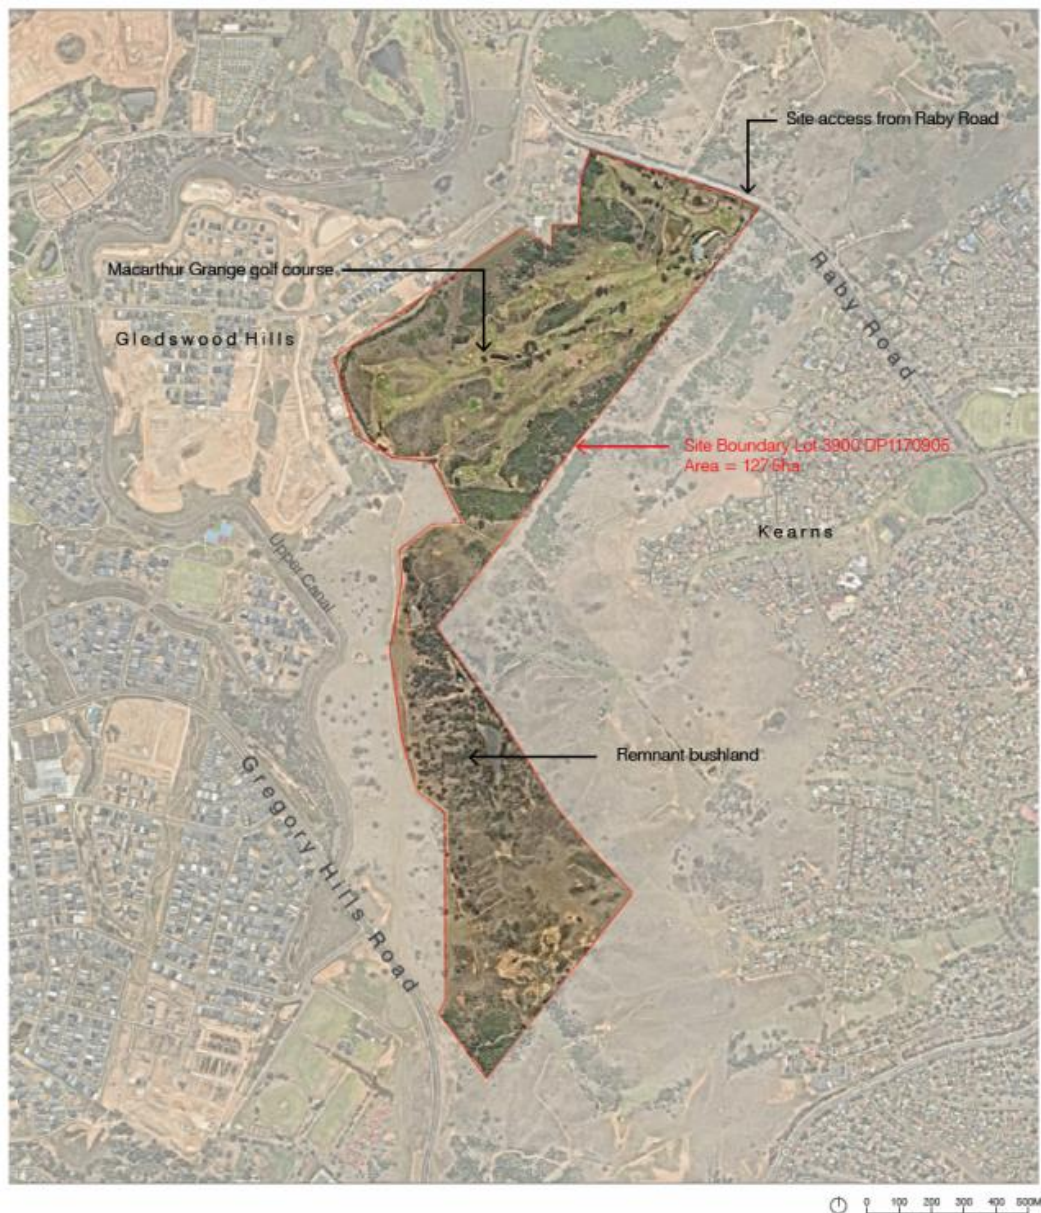 Site access from Raby Road
Macarthur Grange golf course
Gledswood Hills
Raby Road
Site Boundary Lot 3900 DP1170905
Area = 127.5ha
Kearns
Upper Canal
Remnant bushland
Gregory Hills Road
0 100 200 300 400 500M